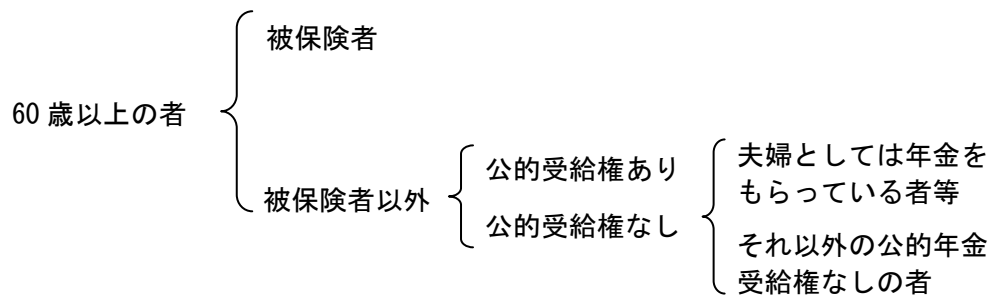 被保険者
60歳以上の者
被保険者以外
公的受給権あり
公的受給権なし
夫婦としては年金を
もらっている者等
それ以外の公的年金
受給権なしの者